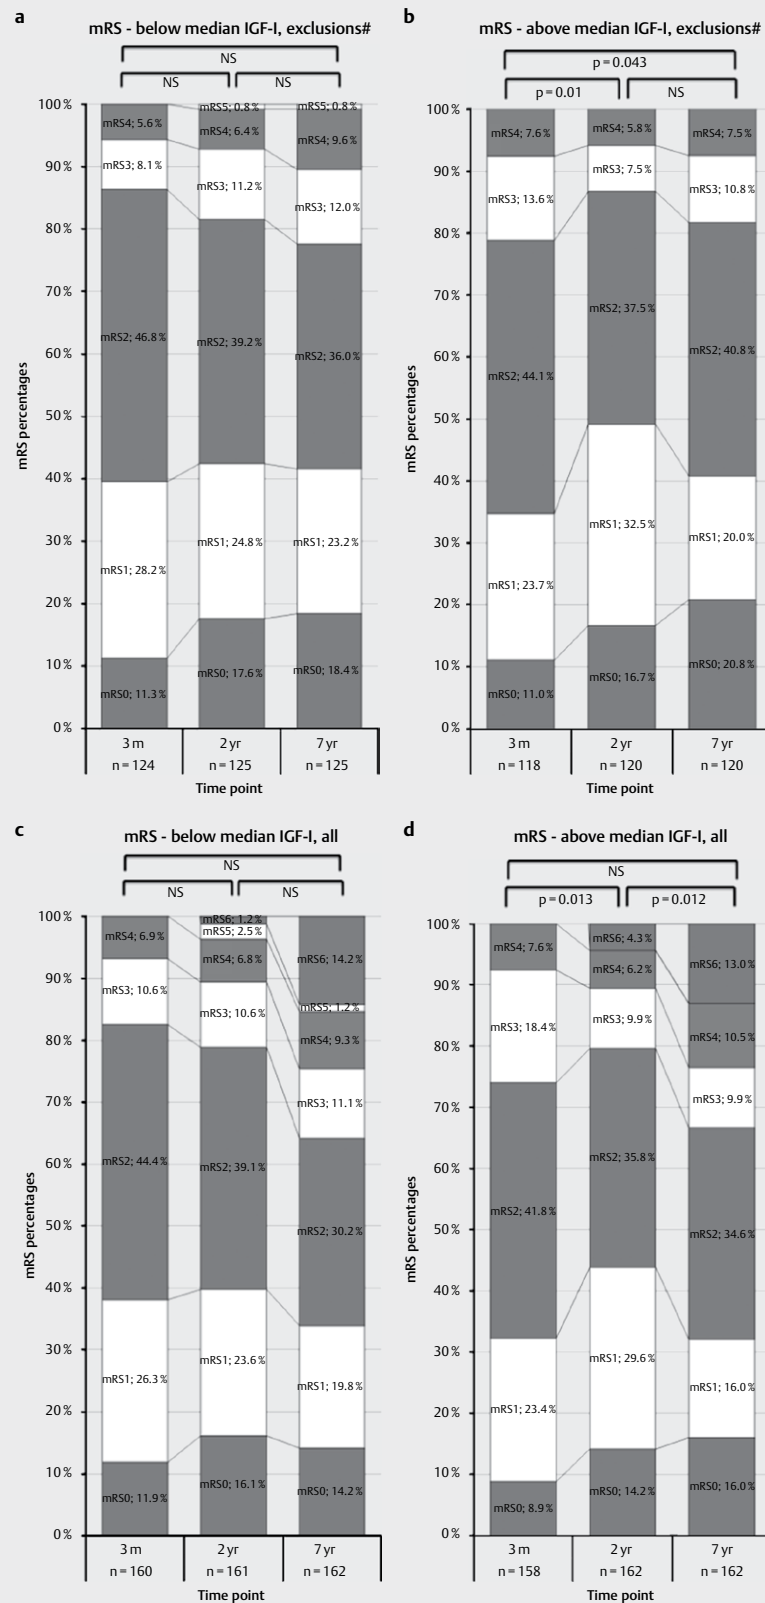 a
mRS - below median IGF-I, exclusions#
NS
NS NS
100 %
90 %
80 %
70 %
60 %
50 %
40 %
30 %
20 %
10 %
0 %
mRS percentages
mRS4; 5.6 %
mRS3; 8.1 %
mRS2; 46.8 %
mRS1; 28.2 %
mRS0; 11.3 %
mRS5; 0.8 %
mRS4; 6.4 %
mRS3; 11.2 %
mRS2; 39.2 %
mRS1; 24.8 %
mRS0; 17.6 %
mRS5; 0.8 %
mRS4; 9.6 %
mRS3; 12.0 %
mRS2; 36.0 %
mRS1; 23.2 %
mRS0; 18.4 %
3 m 2 yr 7 yr
n = 124 n = 125 n = 125
Time point
b
mRS - above median IGF-I, exclusions#
p = 0.043
p = 0.01 NS
100 %
90 %
80 %
70 %
60 %
50 %
40 %
30 %
20 %
10 %
0 %
mRS percentages
mRS4; 7.6 %
mRS3; 13.6 %
mRS2; 44.1 %
mRS1; 23.7 %
mRS0; 11.0 %
mRS4; 5.8 %
mRS3; 7.5 %
mRS2; 37.5 %
mRS1; 32.5 %
mRS0; 16.7 %
mRS4; 7.5 %
mRS3; 10.8 %
mRS2; 40.8 %
mRS1; 20.0 %
mRS0; 20.8 %
3 m 2 yr 7 yr
n = 118 n = 120 n = 120
Time point
c
mRS - below median IGF-I, all
NS
NS NS
100 %
90 %
80 %
70 %
60 %
50 %
40 %
30 %
20 %
10 %
0 %
mRS percentages
mRS4; 6.9 %
mRS3; 10.6 %
mRS2; 44.4 %
mRS1; 26.3 %
mRS0; 11.9 %
mRS6; 1.2 %
mRS5; 2.5 %
mRS4; 6.8 %
mRS3; 10.6 %
mRS2; 39.1 %
mRS1; 23.6 %
mRS0; 16.1 %
mRS6; 14.2 %
mRS5; 1.2 %
mRS4; 9.3 %
mRS3; 11.1 %
mRS2; 30.2 %
mRS1; 19.8 %
mRS0; 14.2 %
3 m 2 yr 7 yr
n = 160 n = 161 n = 162
Time point
d
mRS - above median IGF-I, all
NS
p = 0.013 p = 0.012
100 %
90 %
80 %
70 %
60 %
50 %
40 %
30 %
20 %
10 %
0 %
mRS percentages
mRS4; 7.6 %
mRS3; 18.4 %
mRS2; 41.8 %
mRS1; 23.4 %
mRS0; 8.9 %
mRS6; 4.3 %
mRS4; 6.2 %
mRS3; 9.9 %
mRS2; 35.8 %
mRS1; 29.6 %
mRS0; 14.2 %
mRS6; 13.0 %
mRS4; 10.5 %
mRS3; 9.9 %
mRS2; 34.6 %
mRS1; 16.0 %
mRS0; 16.0 %
3 m 2 yr 7 yr
n = 158 n = 162 n = 162
Time point